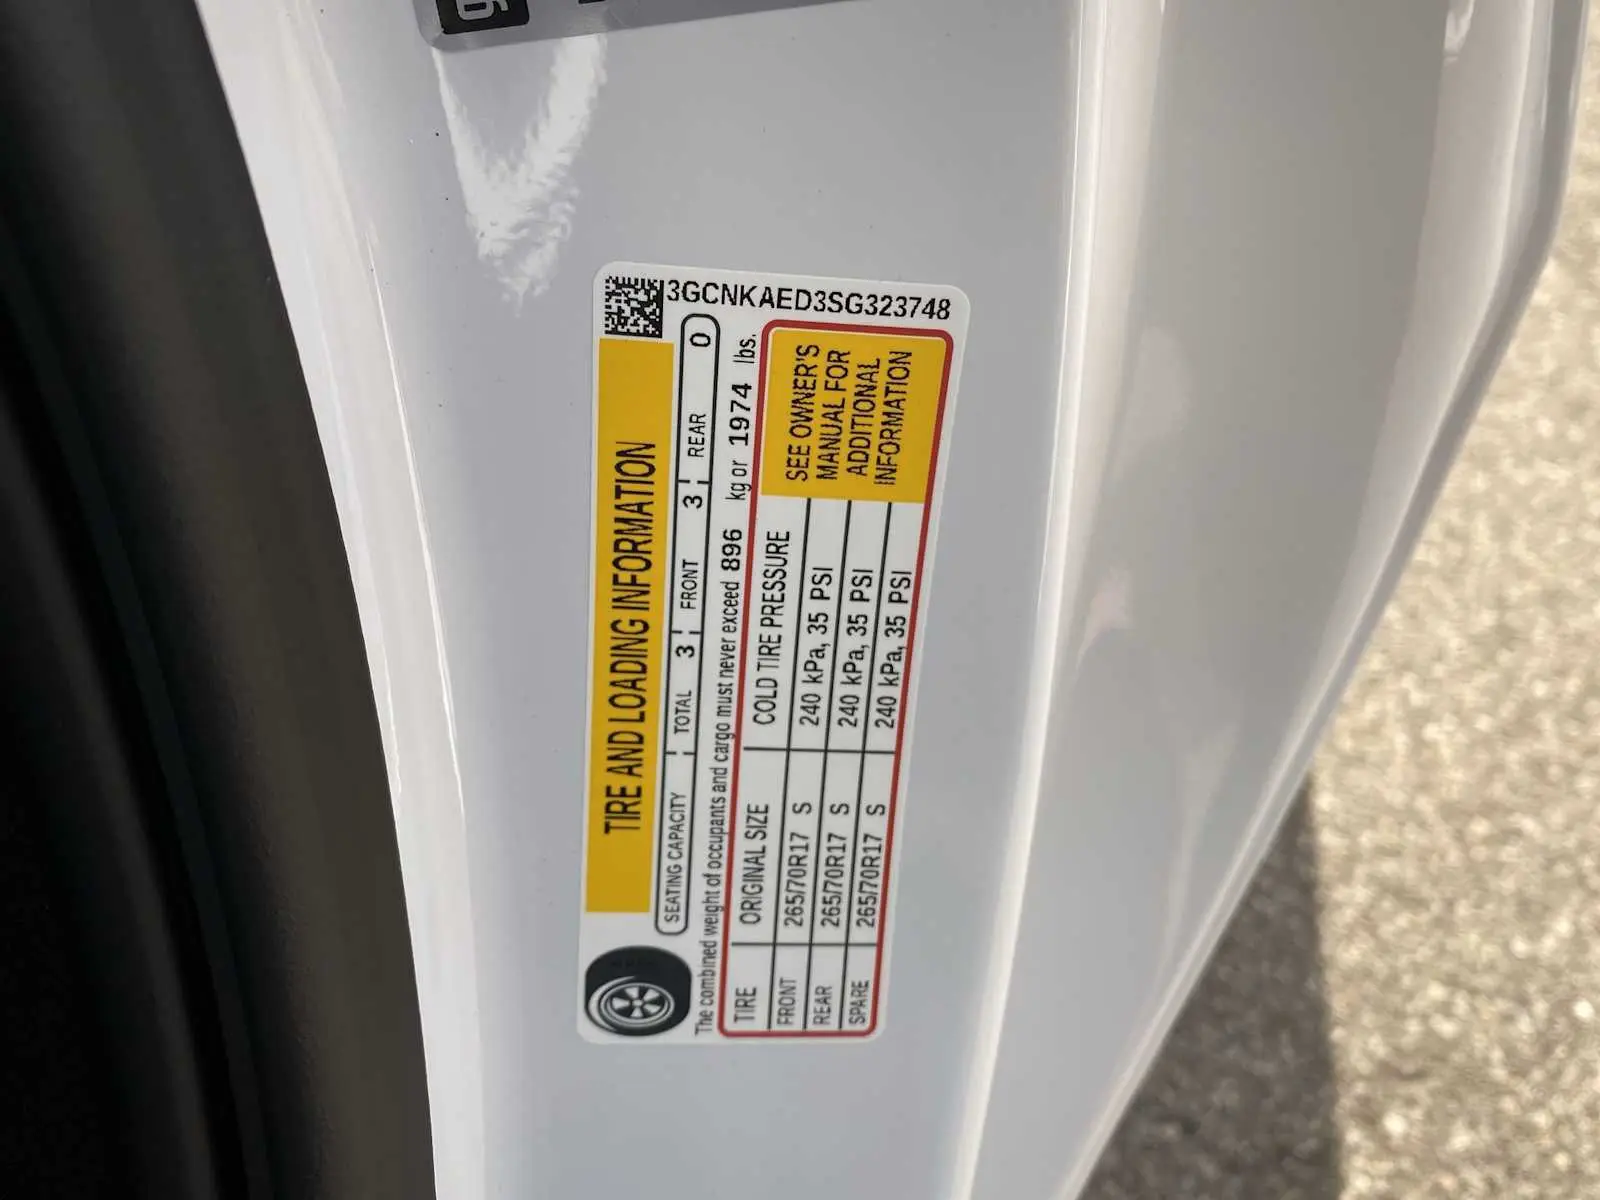 3GCNKAED3SG323748
TIRE AND LOADING INFORMATION
SEATING CAPACITY TOTAL 3 FRONT 3 REAR 0
The combined weight of occupants and cargo must never exceed 896 kg or 1974 lbs.
TIRE ORIGINAL SIZE COLD TIRE PRESSURE
FRONT 265/70R17 S 240 kPa, 35 PSI
REAR 265/70R17 S 240 kPa, 35 PSI
SPARE 265/70R17 S 240 kPa, 35 PSI
SEE OWNER'S
MANUAL FOR
ADDITIONAL
INFORMATION